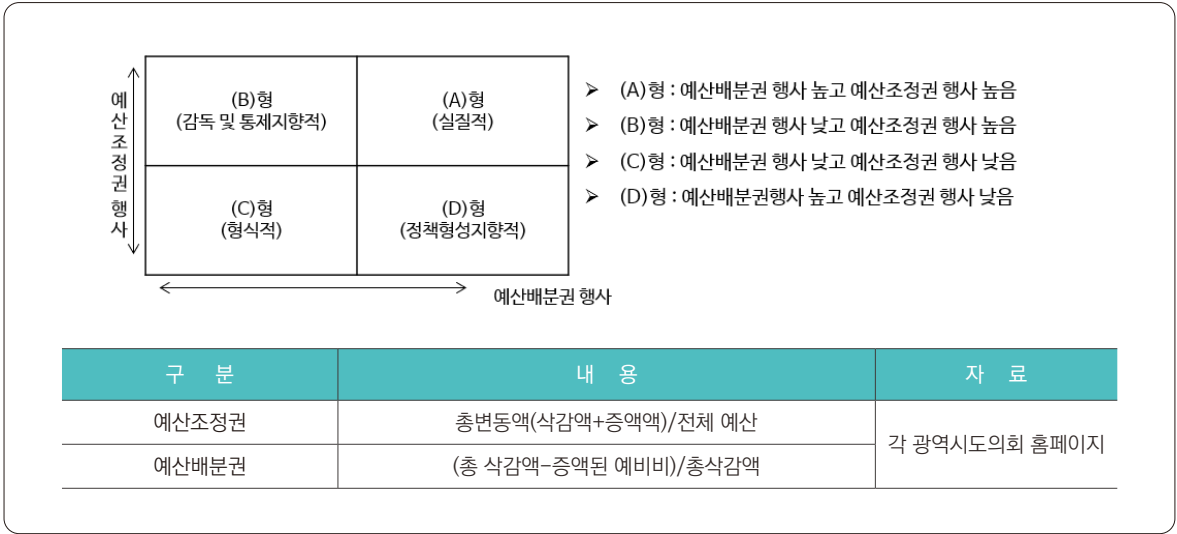 예산조정권 행사
(B)형
(감독 및 통제지향적)
(A)형
(실질적)
(C)형
(형식적)
(D)형
(정책형성지향적)
예산배분권 행사
➢ (A)형 : 예산배분권 행사 높고 예산조정권 행사 높음
➢ (B)형 : 예산배분권 행사 낮고 예산조정권 행사 높음
➢ (C)형 : 예산배분권 행사 낮고 예산조정권 행사 낮음
➢ (D)형 : 예산배분권행사 높고 예산조정권 행사 낮음
구 분 내 용 자 료
예산조정권 총변동액(삭감액+증액액)/전체 예산
각 광역시도의회 홈페이지
예산배분권 (총 삭감액-증액된 예비비)/총삭감액